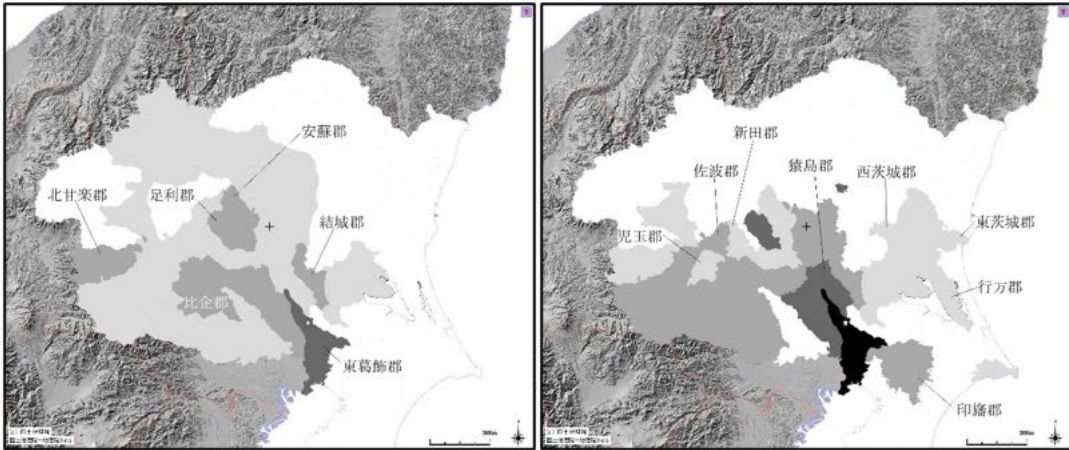 安蘇郡
足利郡
北甘楽郡
結城郡
比企郡
東葛飾郡
新田郡
猿島郡
佐波郡
西茨城郡
児玉郡
東茨城郡
行方郡
印旛郡